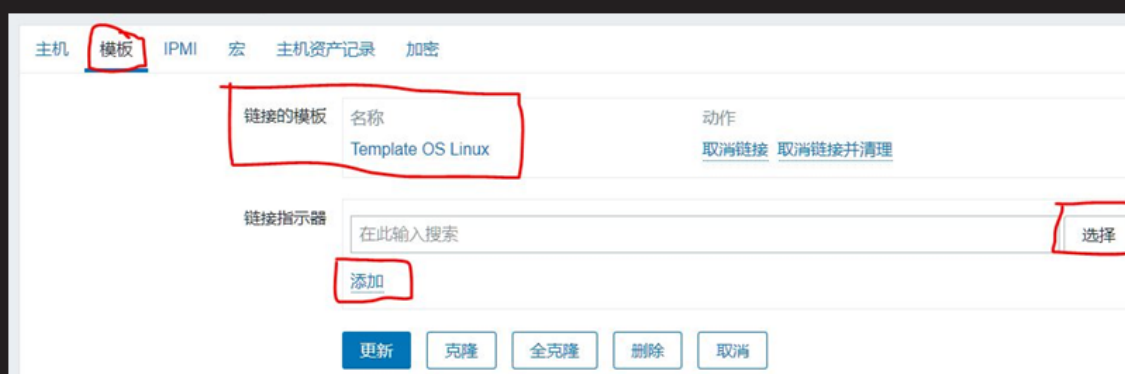 主机 模板 IPMI 宏 主机资产记录 加密
链接的模板 名称 动作
Template OS Linux 取消链接 取消链接并清理
链接指示器 在此输入搜索 选择
添加
更新 克隆 全克隆 删除 取消